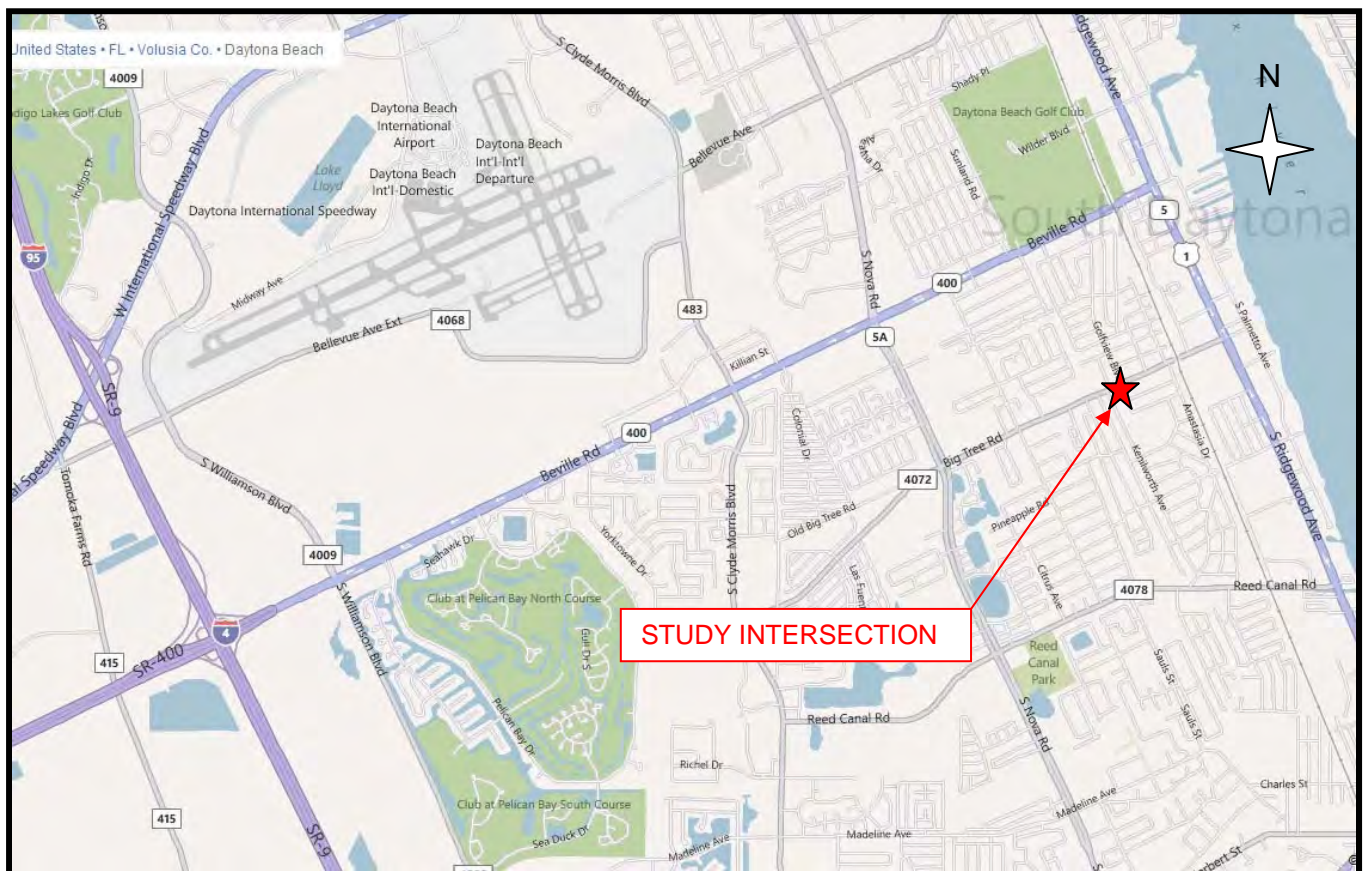 United States • FL • Volusia Co. • Daytona Beach
4009
Indigo Lakes Golf Club
Indigo Dr
W International Speedway Blvd
Daytona Beach
International
Airport
Daytona Beach
Int'l-Int'l
Departure
Daytona Beach
Int'l-Domestic
Lake
Lloyd
Daytona International Speedway
S Clyde Morris Blvd
Bellevue Ave
Shady Pl
Daytona Beach Golf Club
Wilder Blvd
Sunland Rd
Ridgewood Ave
N
South Daytona
Beville Rd
5
1
95
Midway Ave
Bellevue Ave Ext
4068
483
S Nova Rd
400
5A
Killian St
Golfview Blvd
S Palmetto Ave
SR-9
S Williamson Blvd
Tomoka Farms Rd
400
Beville Rd
Colonial Dr
Big Tree Rd
4072
Anastasia Dr
Kenilworth Ave
S Ridgewood Ave
Pineapple Rd
Old Big Tree Rd
S Clyde Morris Blvd
Yorktowne Dr
Seahawk Dr
4009
S Williamson Blvd
Club at Pelican Bay North Course
Citrus Ave
4078
Reed Canal Rd
STUDY INTERSECTION
4
SR-400
415
Reed
Canal
Park
Sauls St
Sauls St
Pelican Bay Dr
Reed Canal Rd
S Nova Rd
Richel Dr
Charles St
Club at Pelican Bay South Course
Sea Duck Dr
415
SR-9
Madeline Ave
Madeline Ave
Madeline Ave